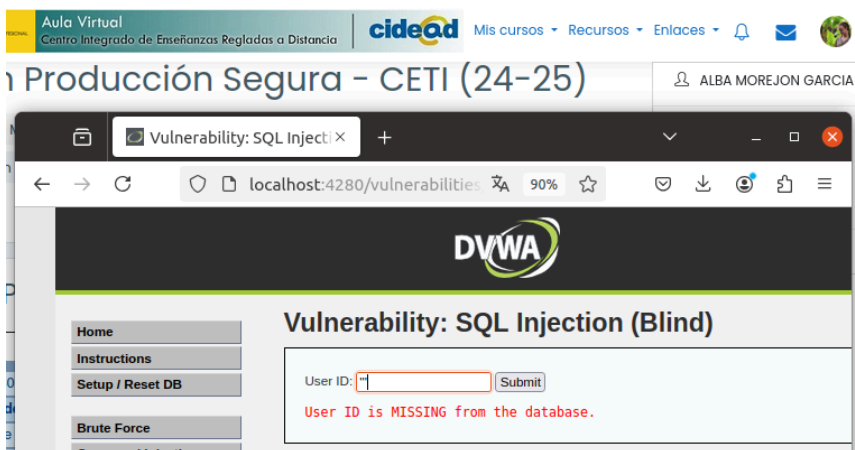 Aula Virtual
Centro Integrado de Enseñanzas Regladas a Distancia
cidead
Mis cursos Recursos Enlaces
Producción Segura - CETI (24-25)
ALBA MOREJON GARCIA
Vulnerability: SQL Injecti
localhost:4280/vulnerabilities
90%
DVWA
Vulnerability: SQL Injection (Blind)
Home
Instructions
Setup / Reset DB
Brute Force
User ID: ""
Submit
User ID is MISSING from the database.